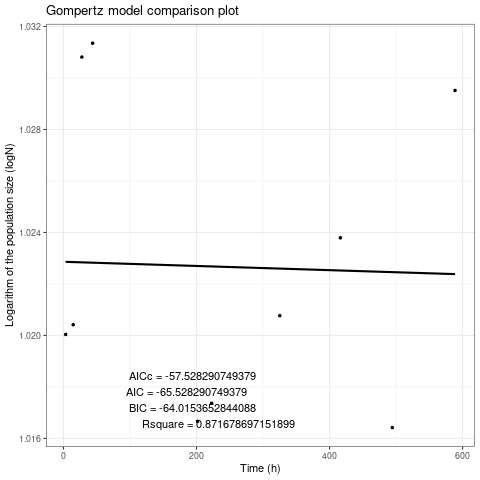 Gompertz model comparison plot
1.032
1.028
1.024
1.020
1.016
Logarithm of the population size (logN)
AICc = -57.528290749379
AIC = -65.528290749379
BIC = -64.0153652844088
Rsquare = 0.871678697151899
0
200
400
600
Time (h)